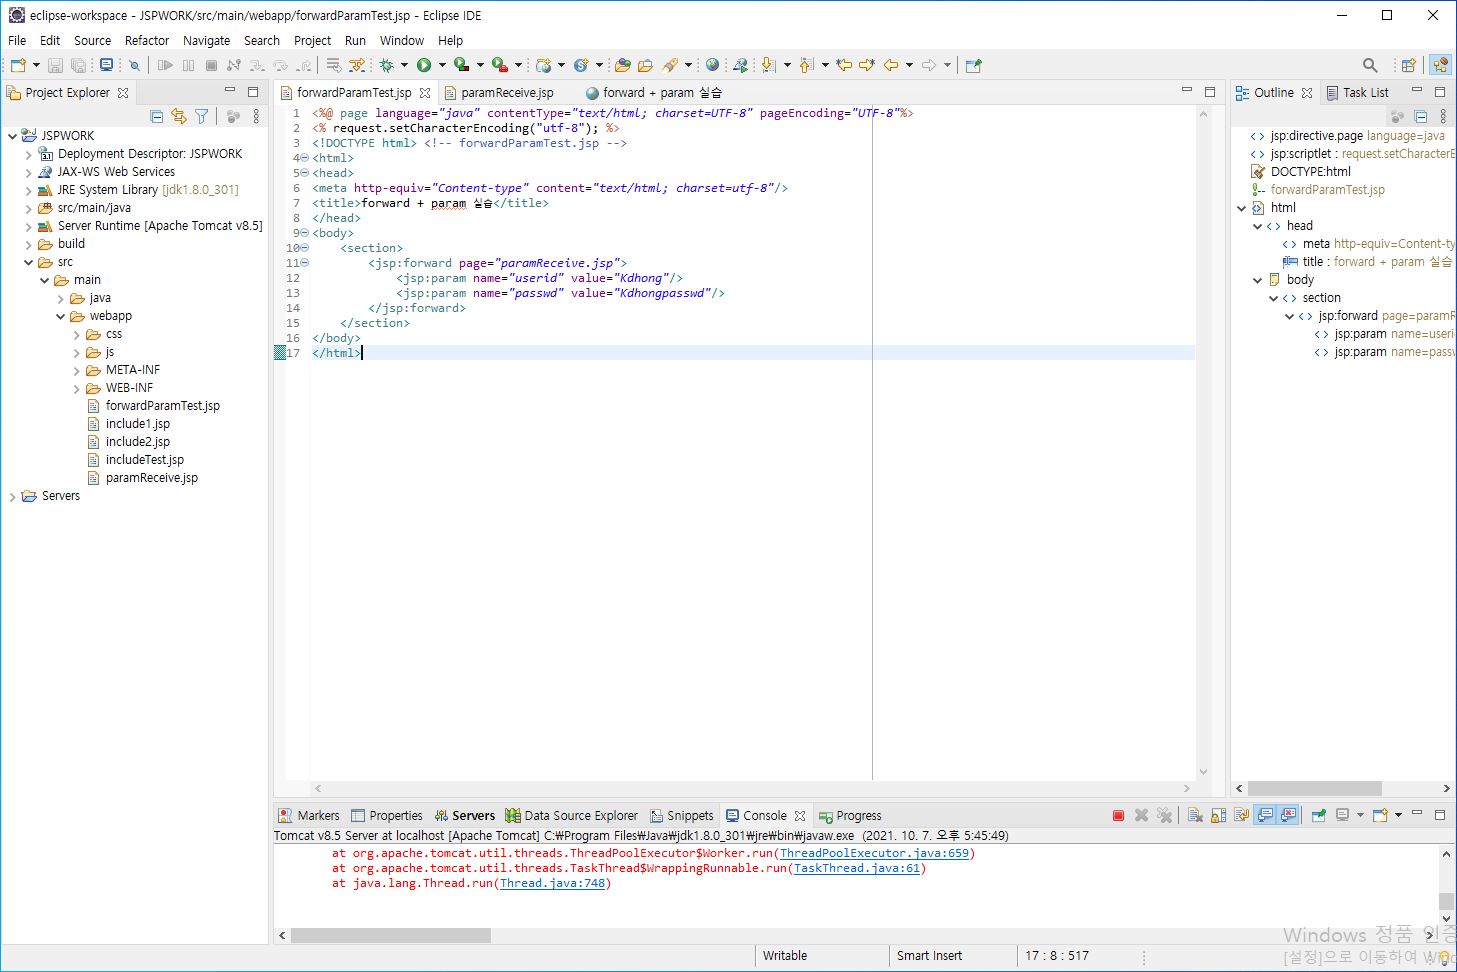 eclipse-workspace - JSPWORK/src/main/webapp/forwardParamTest.jsp - Eclipse IDE
File Edit Source Refactor Navigate Search Project Run Window Help
Project Explorer
JSPWORK
Deployment Descriptor: JSPWORK
JAX-WS Web Services
JRE System Library [jdk1.8.0_301]
src/main/java
Server Runtime [Apache Tomcat v8.5]
build
src
main
java
webapp
css
js
META-INF
WEB-INF
forwardParamTest.jsp
include1.jsp
include2.jsp
includeTest.jsp
paramReceive.jsp
Servers
forwardParamTest.jsp paramReceive.jsp forward + param 실습
1 <%@ page language="java" contentType="text/html; charset=UTF-8" pageEncoding="UTF-8"%>
2 <% request.setCharacterEncoding("utf-8"); %>
3 <!DOCTYPE html> <!-- forwardParamTest.jsp -->
4 <html>
5 <head>
6 <meta http-equiv="Content-type" content="text/html; charset=utf-8"/>
7 <title>forward + param 실습</title>
8 </head>
9 <body>
10 <section>
11 <jsp:forward page="paramReceive.jsp">
12 <jsp:param name="userid" value="Kdhong"/>
13 <jsp:param name="passwd" value="Kdhongpasswd"/>
14 </jsp:forward>
15 </section>
16 </body>
17 </html>
Outline Task List
jsp:directive.page language=java
jsp:scriptlet : request.setCharacterE
DOCTYPE:html
forwardParamTest.jsp
html
head
meta http-equiv=Content-ty
title : forward + param 실습
body
section
jsp:forward page=paramR
jsp:param name=useri
jsp:param name=passw
Markers Properties Servers Data Source Explorer Snippets Console Progress
Tomcat v8.5 Server at localhost [Apache Tomcat] C:₩Program Files₩Java₩jdk1.8.0_301₩jre₩bin₩javaw.exe (2021. 10. 7. 오후 5:45:49)
at org.apache.tomcat.util.threads.ThreadPoolExecutor$Worker.run(ThreadPoolExecutor.java:659)
at org.apache.tomcat.util.threads.TaskThread$WrappingRunnable.run(TaskThread.java:61)
at java.lang.Thread.run(Thread.java:748)
Windows 정품 인증
[설정]으로 이동하여 Wind
Writable Smart Insert 17 : 8 : 517